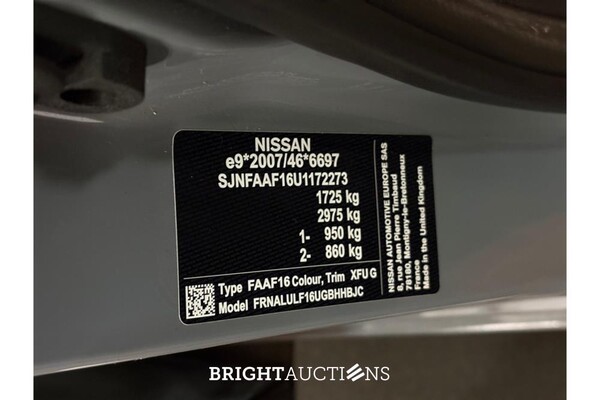 NISSAN
e9*2007/46*6697
SJNFAAF16U1172273
1725 kg
2975 kg
1- 950 kg
2- 860 kg
Type FAAF16 Colour, Trim XFU G
Model FRNALULF16UGBHHBJC
NISSAN AUTOMOTIVE EUROPE SAS
8, rue Jean Pierre Timbaud
78180, Montigny-le-Bretonneux
France
Made in the United Kingdom
BRIGHTAUCTIONS